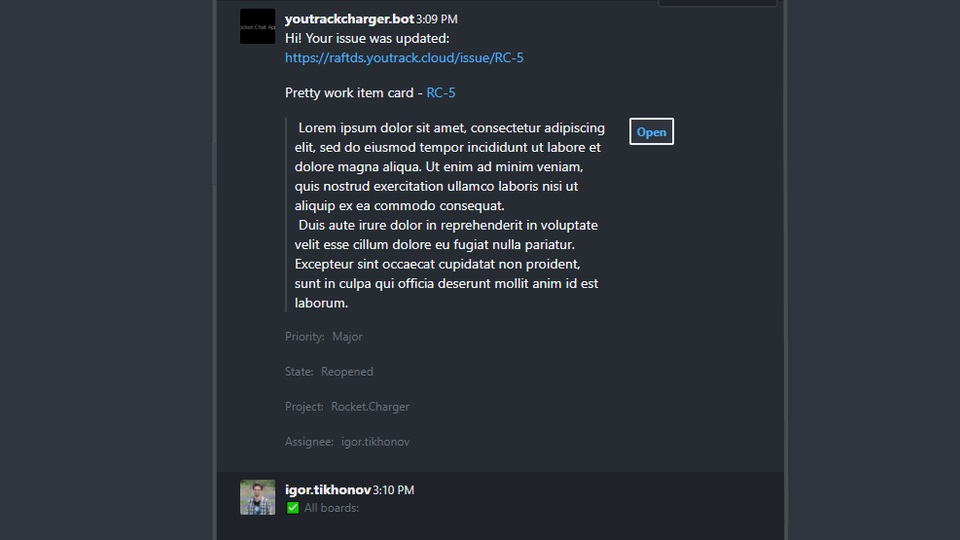 youtrackcharger.bot 3:09 PM
Hi! Your issue was updated:
https://raftds.youtrack.cloud/issue/RC-5
Pretty work item card - RC-5
Lorem ipsum dolor sit amet, consectetur adipiscing
elit, sed do eiusmod tempor incididunt ut labore et
dolore magna aliqua. Ut enim ad minim veniam,
quis nostrud exercitation ullamco laboris nisi ut
aliquip ex ea commodo consequat.
Duis aute irure dolor in reprehenderit in voluptate
velit esse cillum dolore eu fugiat nulla pariatur.
Excepteur sint occaecat cupidatat non proident,
sunt in culpa qui officia deserunt mollit anim id est
laborum.
Open
Priority: Major
State: Reopened
Project: Rocket.Charger
Assignee: igor.tikhonov
igor.tikhonov 3:10 PM
✅ All boards: